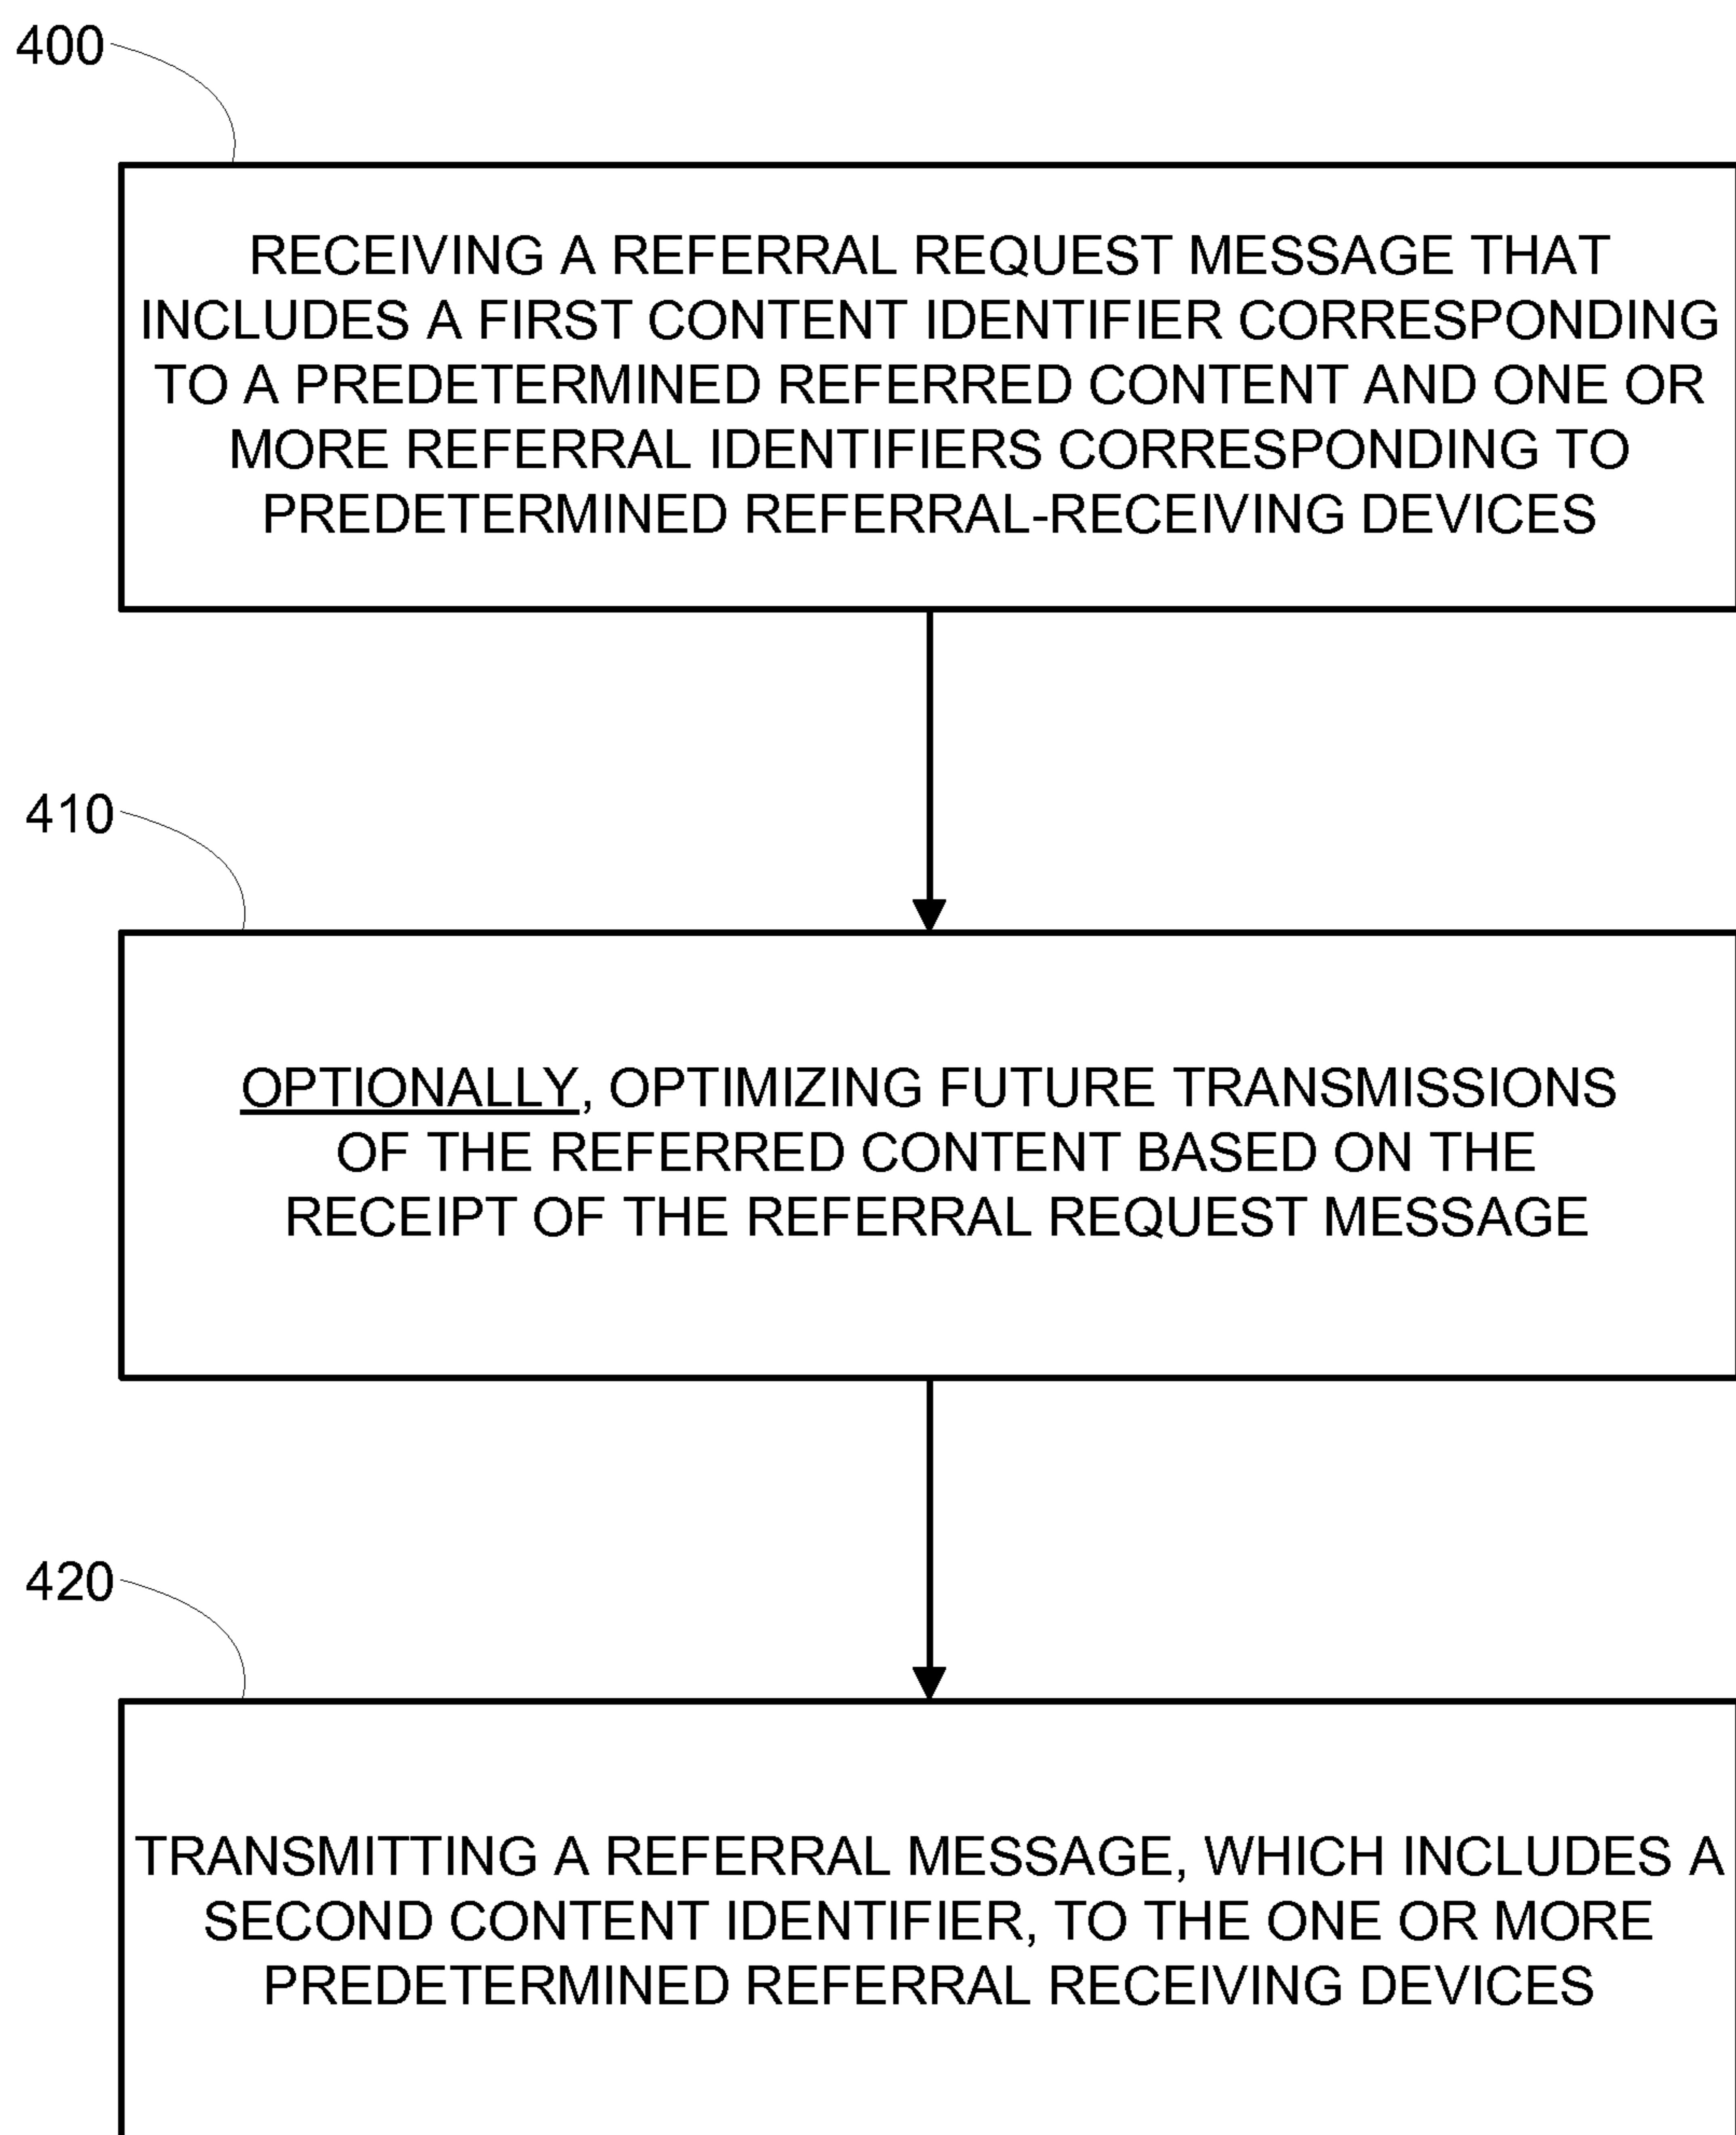 400
RECEIVING A REFERRAL REQUEST MESSAGE THAT
INCLUDES A FIRST CONTENT IDENTIFIER CORRESPONDING
TO A PREDETERMINED REFERRED CONTENT AND ONE OR
MORE REFERRAL IDENTIFIERS CORRESPONDING TO
PREDETERMINED REFERRAL-RECEIVING DEVICES
410
OPTIONALLY, OPTIMIZING FUTURE TRANSMISSIONS
OF THE REFERRED CONTENT BASED ON THE
RECEIPT OF THE REFERRAL REQUEST MESSAGE
420
TRANSMITTING A REFERRAL MESSAGE, WHICH INCLUDES A
SECOND CONTENT IDENTIFIER, TO THE ONE OR MORE
PREDETERMINED REFERRAL RECEIVING DEVICES